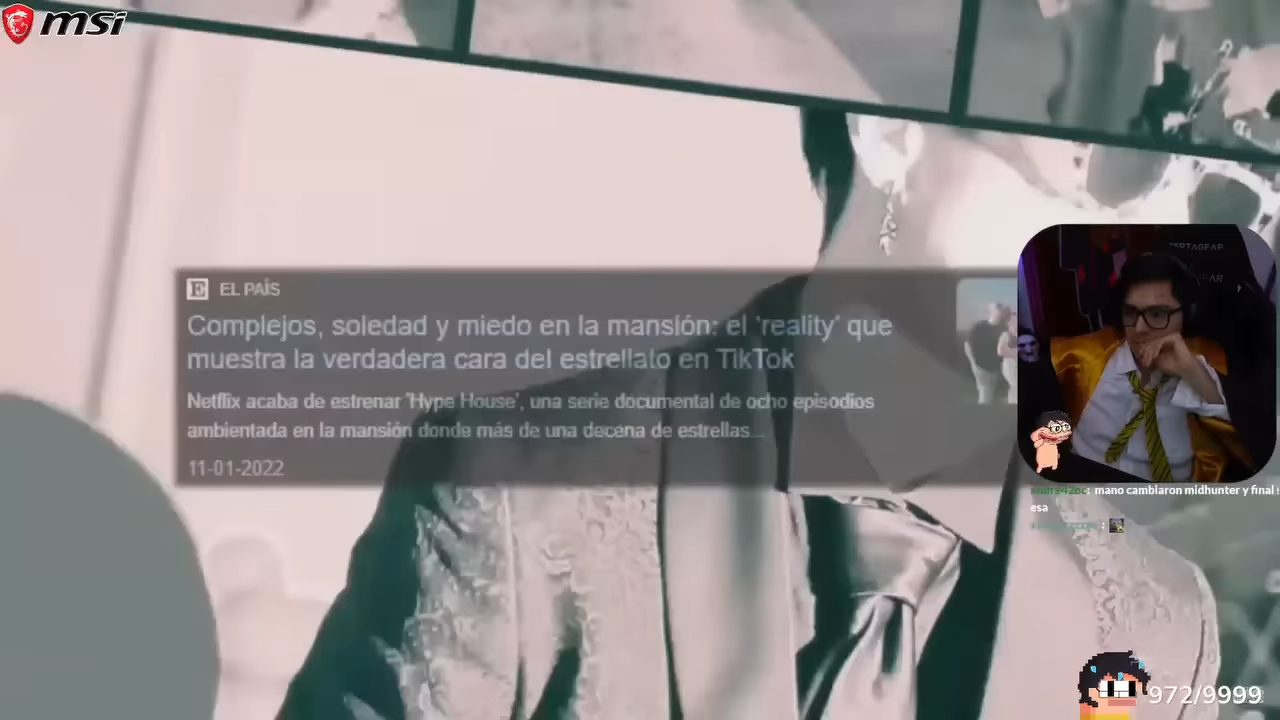 msi
EL PAÍS
Complejos, soledad y miedo en la mansión: el 'reality' que
muestra la verdadera cara del estrellato en TikTok
Netflix acaba de estrenar 'Hype House', una serie documental de ocho episodios
ambientada en la mansión donde más de una decena de estrellas...
11-01-2022
: mano cambiaron midhunter y final
esa
972/9999